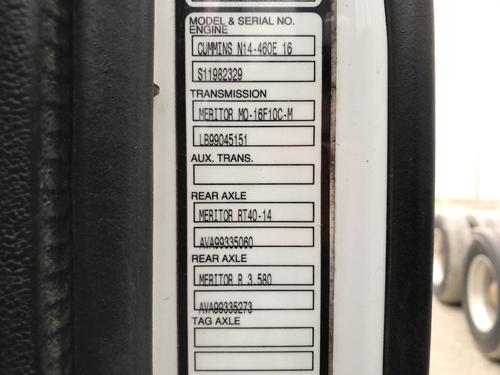 MODEL & SERIAL NO.
ENGINE
CUMMINS N14-460E 16
S11982329
TRANSMISSION
MERITOR MO-16F10C-M
LB99045151
AUX. TRANS.
REAR AXLE
MERITOR RT40-14
AVA99335060
REAR AXLE
MERITOR R 3.580
AVA99335273
TAG AXLE